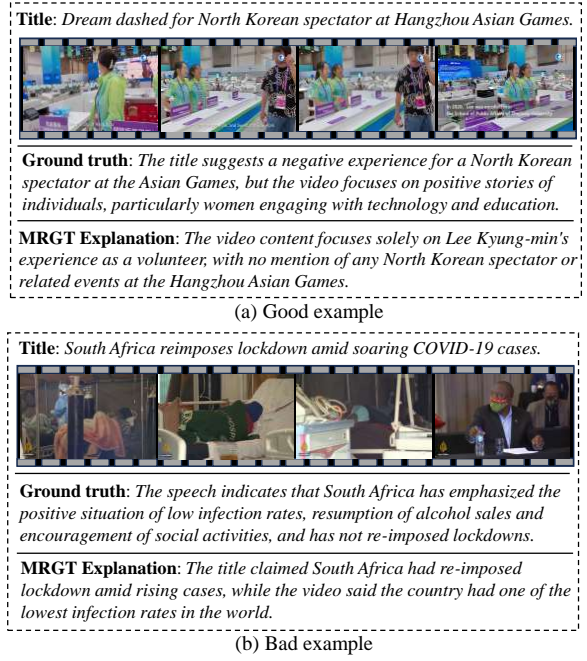 Title: Dream dashed for North Korean spectator at Hangzhou Asian Games.
Ground truth: The title suggests a negative experience for a North Korean
spectator at the Asian Games, but the video focuses on positive stories of
individuals, particularly women engaging with technology and education.
MRGT Explanation: The video content focuses solely on Lee Kyung-min's
experience as a volunteer, with no mention of any North Korean spectator or
related events at the Hangzhou Asian Games.
(a) Good example
Title: South Africa reimposes lockdown amid soaring COVID-19 cases.
Ground truth: The speech indicates that South Africa has emphasized the
positive situation of low infection rates, resumption of alcohol sales and
encouragement of social activities, and has not re-imposed lockdowns.
MRGT Explanation: The title claimed South Africa had re-imposed
lockdown amid rising cases, while the video said the country had one of the
lowest infection rates in the world.
(b) Bad example